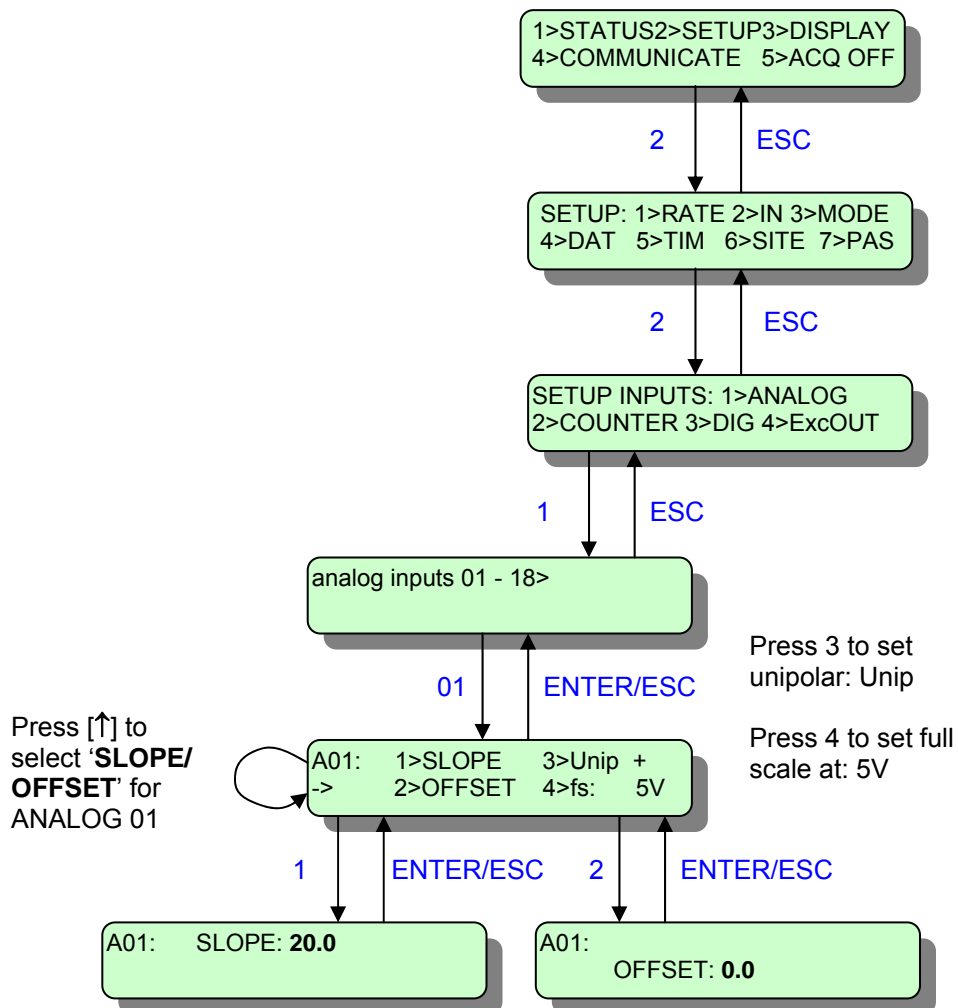 1>STATUS2>SETUP3>DISPLAY
4>COMMUNICATE 5>ACQ OFF
2 ESC
SETUP: 1>RATE 2>IN 3>MODE
4>DAT 5>TIM 6>SITE 7>PAS
2 ESC
SETUP INPUTS: 1>ANALOG
2>COUNTER 3>DIG 4>ExcOUT
1 ESC
analog inputs 01 - 18>
01 ENTER/ESC
Press 3 to set
unipolar: Unip
Press 4 to set full
scale at: 5V
Press [↑] to
select ‘SLOPE/
OFFSET’ for
ANALOG 01
A01: 1>SLOPE 3>Unip +
-> 2>OFFSET 4>fs: 5V
1 ENTER/ESC 2 ENTER/ESC
A01: SLOPE: 20.0
A01:
OFFSET: 0.0